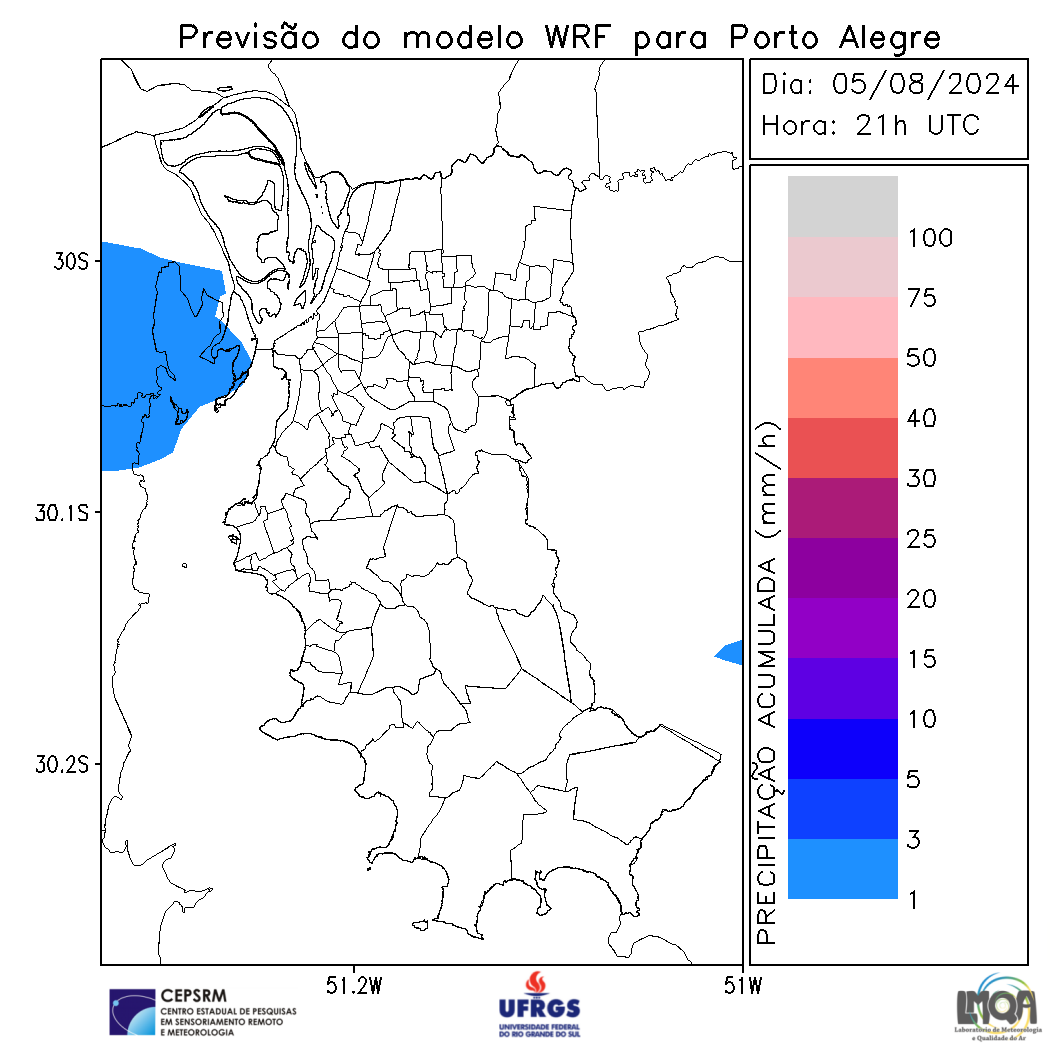 Previsão do modelo WRF para Porto Alegre
Dia: 05/08/2024
Hora: 21h UTC
30S
30.1S
30.2S
51.2W
51W
PRECIPITAÇÃO ACUMULADA (mm/h)
100
75
50
40
30
25
20
15
10
5
3
1
CEPSRM
CENTRO ESTADUAL DE PESQUISAS
EM SENSORIAMENTO REMOTO
E METEOROLOGIA
UFRGS
UNIVERSIDADE FEDERAL
DO RIO GRANDE DO SUL
LMQA
Laboratório de Meteorologia
e Qualidade do Ar